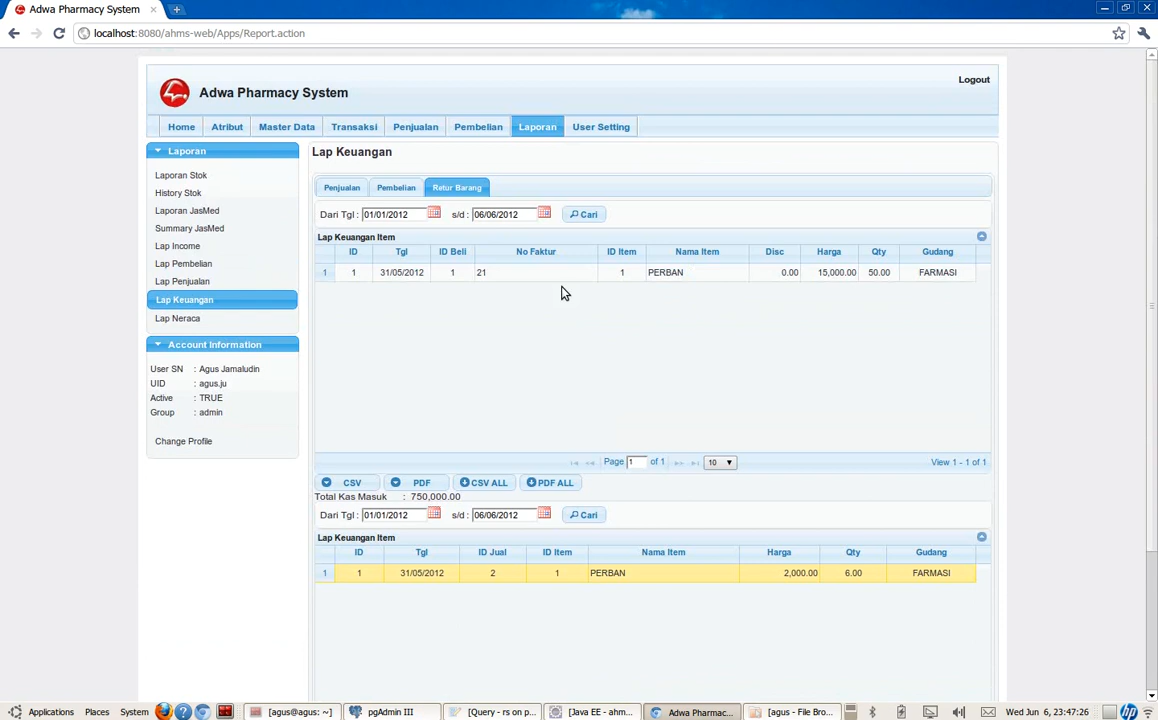 Adwa Pharmacy System
localhost:8080/ahms-web/Apps/Report.action
Adwa Pharmacy System
Logout
Home Atribut Master Data Transaksi Penjualan Pembelian Laporan User Setting
Laporan
Laporan Stok
History Stok
Laporan JasMed
Summary JasMed
Lap Income
Lap Pembelian
Lap Penjualan
Lap Keuangan
Lap Neraca
Account Information
User SN : Agus Jamaludin
UID : agus.ju
Active : TRUE
Group : admin
Change Profile
Lap Keuangan
Penjualan Pembelian Retur Barang
Dari Tgl : 01/01/2012 s/d : 06/06/2012 Cari
Lap Keuangan Item
ID Tgl ID Beli No Faktur ID Item Nama Item Disc Harga Qty Gudang
1 1 31/05/2012 1 21 1 PERBAN 0.00 15,000.00 50.00 FARMASI
Page 1 of 1 10 View 1 - 1 of 1
CSV PDF CSV ALL PDF ALL
Total Kas Masuk : 750,000.00
Dari Tgl : 01/01/2012 s/d : 06/06/2012 Cari
Lap Keuangan Item
ID Tgl ID Jual ID Item Nama Item Harga Qty Gudang
1 1 31/05/2012 2 1 PERBAN 2,000.00 6.00 FARMASI
Applications Places System [agus@agus: ~] pgAdmin III [Query - rs on p... [Java EE - ahm... Adwa Pharmac... [agus - File Bro... Wed Jun 6, 23:47:26